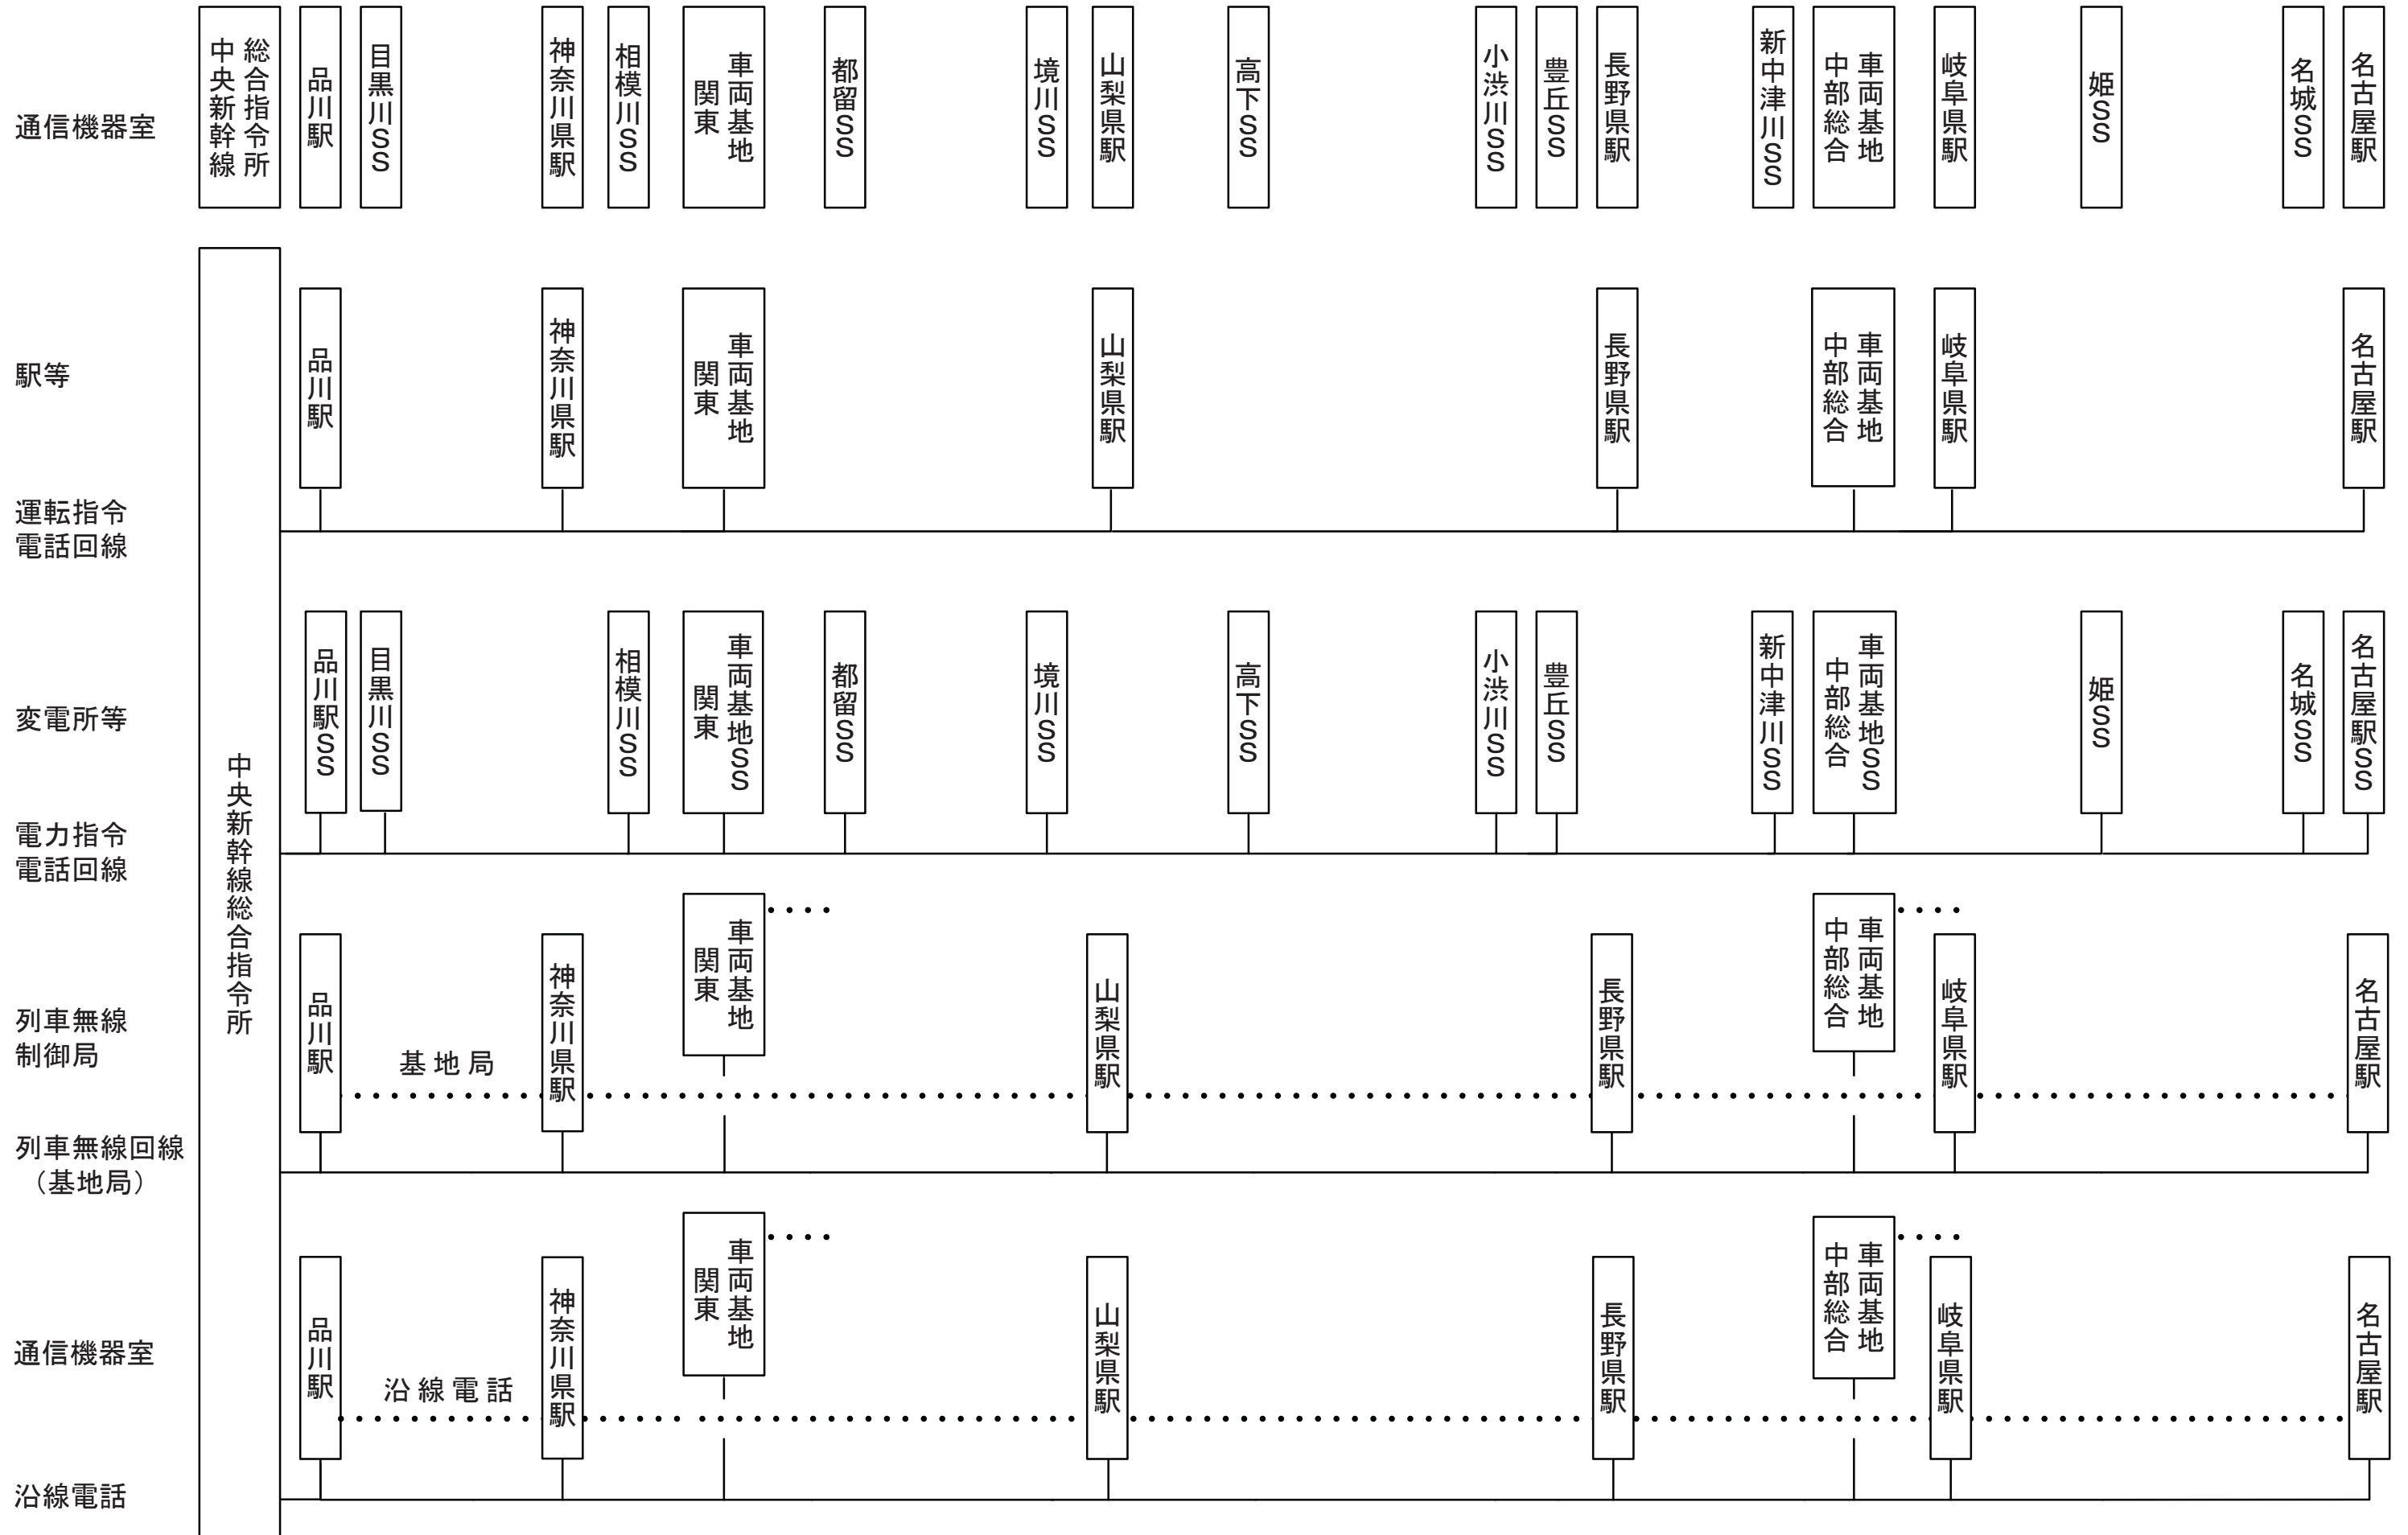 通信機器室
中央新幹線
総合指令所
品川駅
目黒川SS
神奈川県駅
相模川SS
関東
車両基地
都留SS
境川SS
山梨県駅
高下SS
小渋川SS
豊丘SS
長野県駅
新中津川SS
中部総合
車両基地
岐阜県駅
姫SS
名城SS
名古屋駅
中央新幹線総合指令所
駅等
品川駅
神奈川県駅
関東
車両基地
山梨県駅
長野県駅
中部総合
車両基地
岐阜県駅
名古屋駅
運転指令
電話回線
変電所等
品川駅SS
目黒川SS
相模川SS
関東
車両基地SS
都留SS
境川SS
高下SS
小渋川SS
豊丘SS
新中津川SS
中部総合
車両基地SS
姫SS
名城SS
名古屋駅SS
電力指令
電話回線
列車無線
制御局
品川駅
基地局
神奈川県駅
関東
車両基地
山梨県駅
長野県駅
中部総合
車両基地
岐阜県駅
名古屋駅
列車無線回線
(基地局)
通信機器室
品川駅
沿線電話
神奈川県駅
関東
車両基地
山梨県駅
長野県駅
中部総合
車両基地
岐阜県駅
名古屋駅
沿線電話